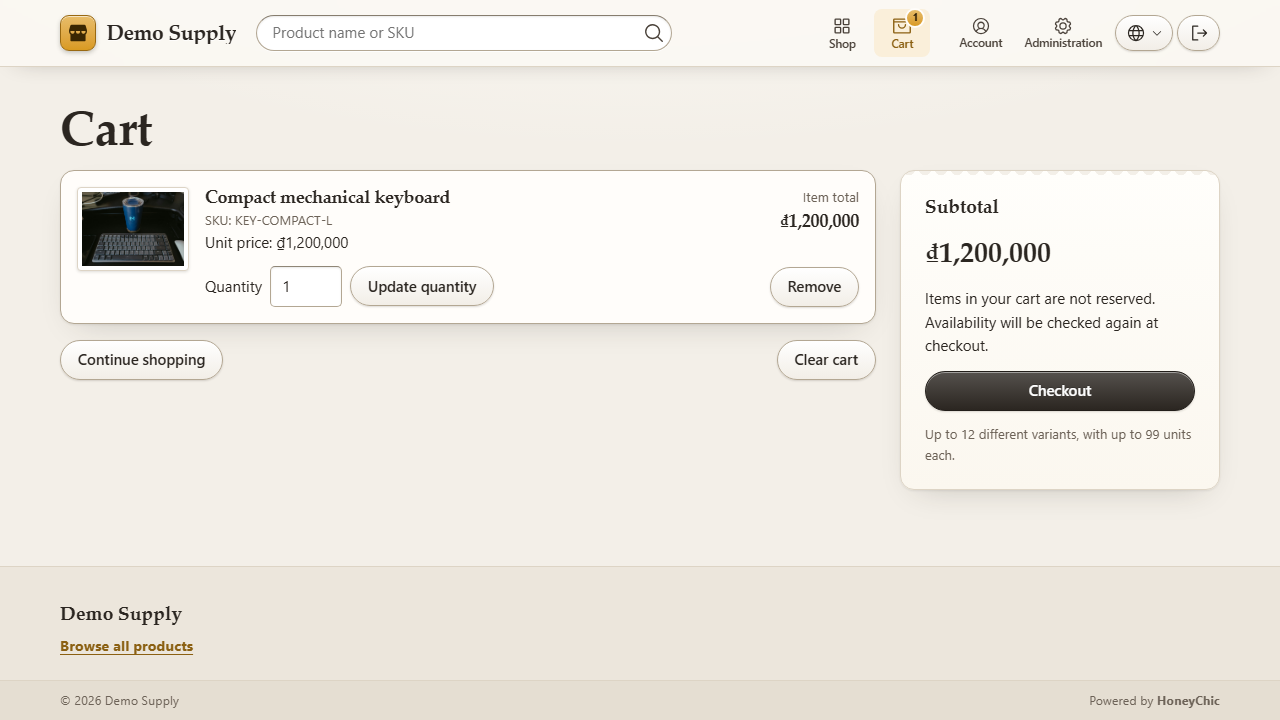 Demo Supply
Product name or SKU
Shop
Cart
1
Account
Administration
Cart
Compact mechanical keyboard
SKU: KEY-COMPACT-L
Unit price: ₫1,200,000
Item total
₫1,200,000
Quantity
1
Update quantity
Remove
Continue shopping
Clear cart
Subtotal
₫1,200,000
Items in your cart are not reserved.
Availability will be checked again at
checkout.
Checkout
Up to 12 different variants, with up to 99 units
each.
Demo Supply
Browse all products
© 2026 Demo Supply
Powered by HoneyChic